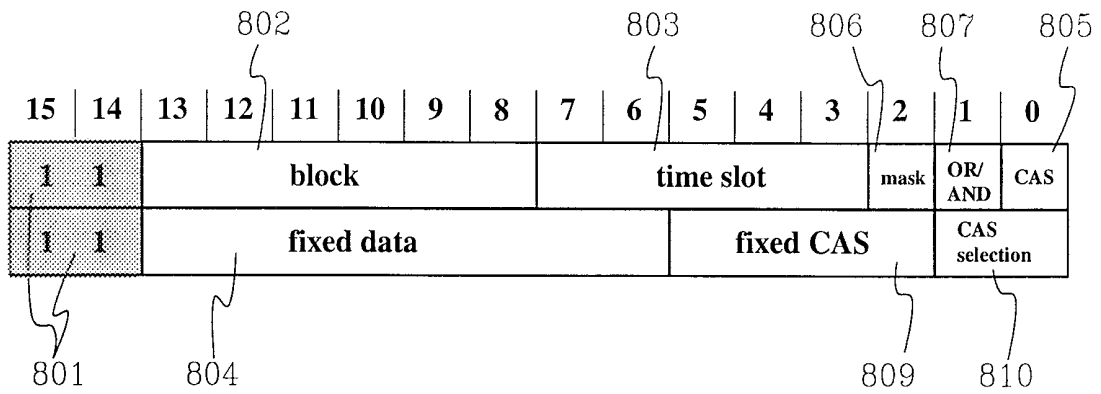 802 803 806 807 805
15 14 13 12 11 10 9 8 7 6 5 4 3 2 1 0
1 1 block time slot mask OR/ AND CAS
1 1 fixed data fixed CAS CAS selection
801 804 809 810